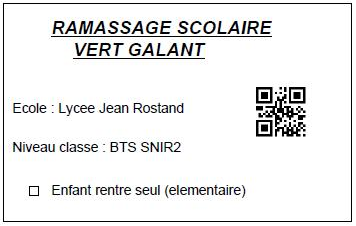 RAMASSAGE SCOLAIRE
VERT GALANT
Ecole : Lycee Jean Rostand
Niveau classe : BTS SNIR2
Enfant rentre seul (elementaire)